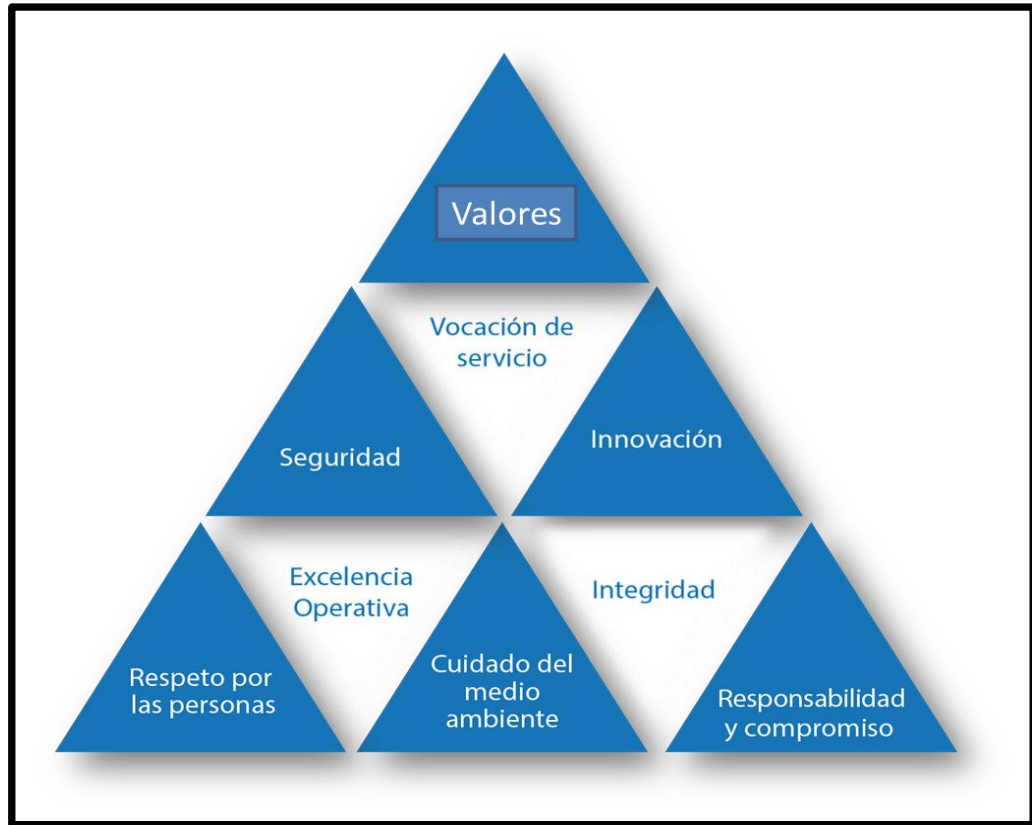 Valores
Vocación de
servicio
Seguridad
Innovación
Excelencia
Operativa
Integridad
Respeto por
las personas
Cuidado del
medio
ambiente
Responsabilidad
y compromiso